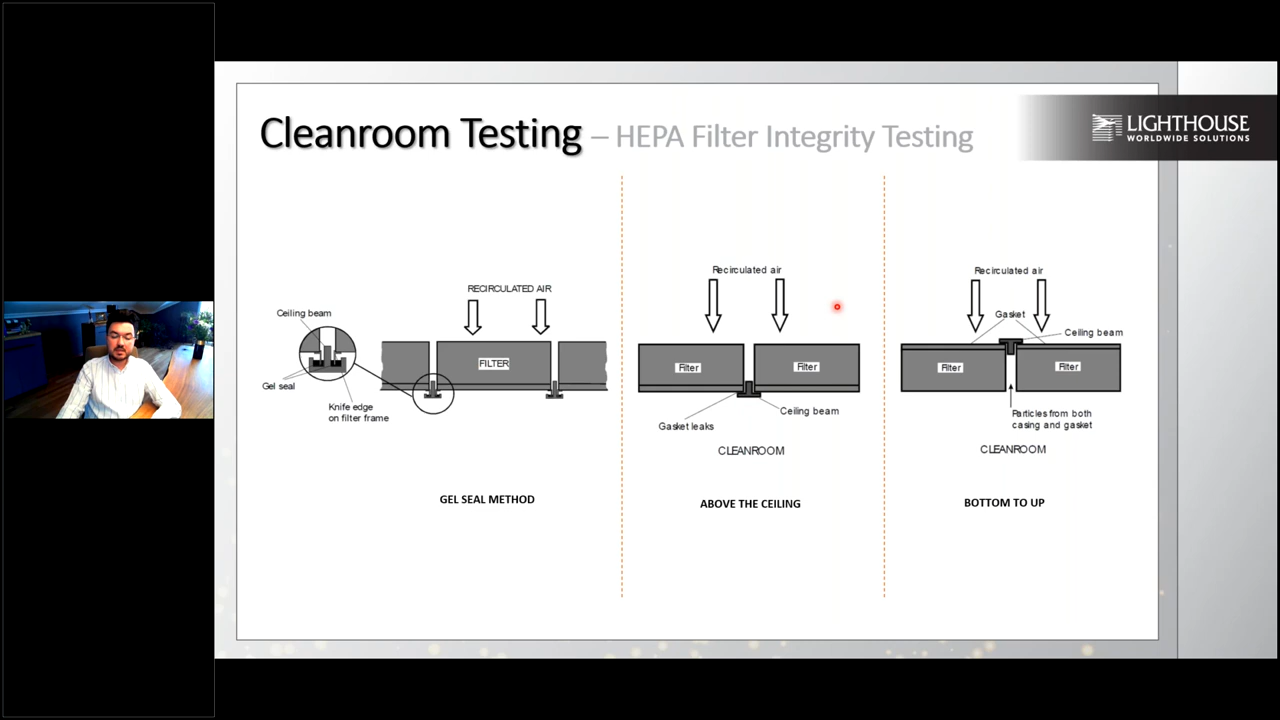 Cleanroom Testing – HEPA Filter Integrity Testing
LIGHTHOUSE
WORLDWIDE SOLUTIONS
RECIRCULATED AIR
Ceiling beam
FILTER
Gel seal
Knife edge
on filter frame
GEL SEAL METHOD
Recirculated air
Filter
Filter
Gasket leaks
Ceiling beam
CLEANROOM
ABOVE THE CEILING
Recirculated air
Gasket
Ceiling beam
Filter
Filter
Particles from both
casing and gasket
CLEANROOM
BOTTOM TO UP